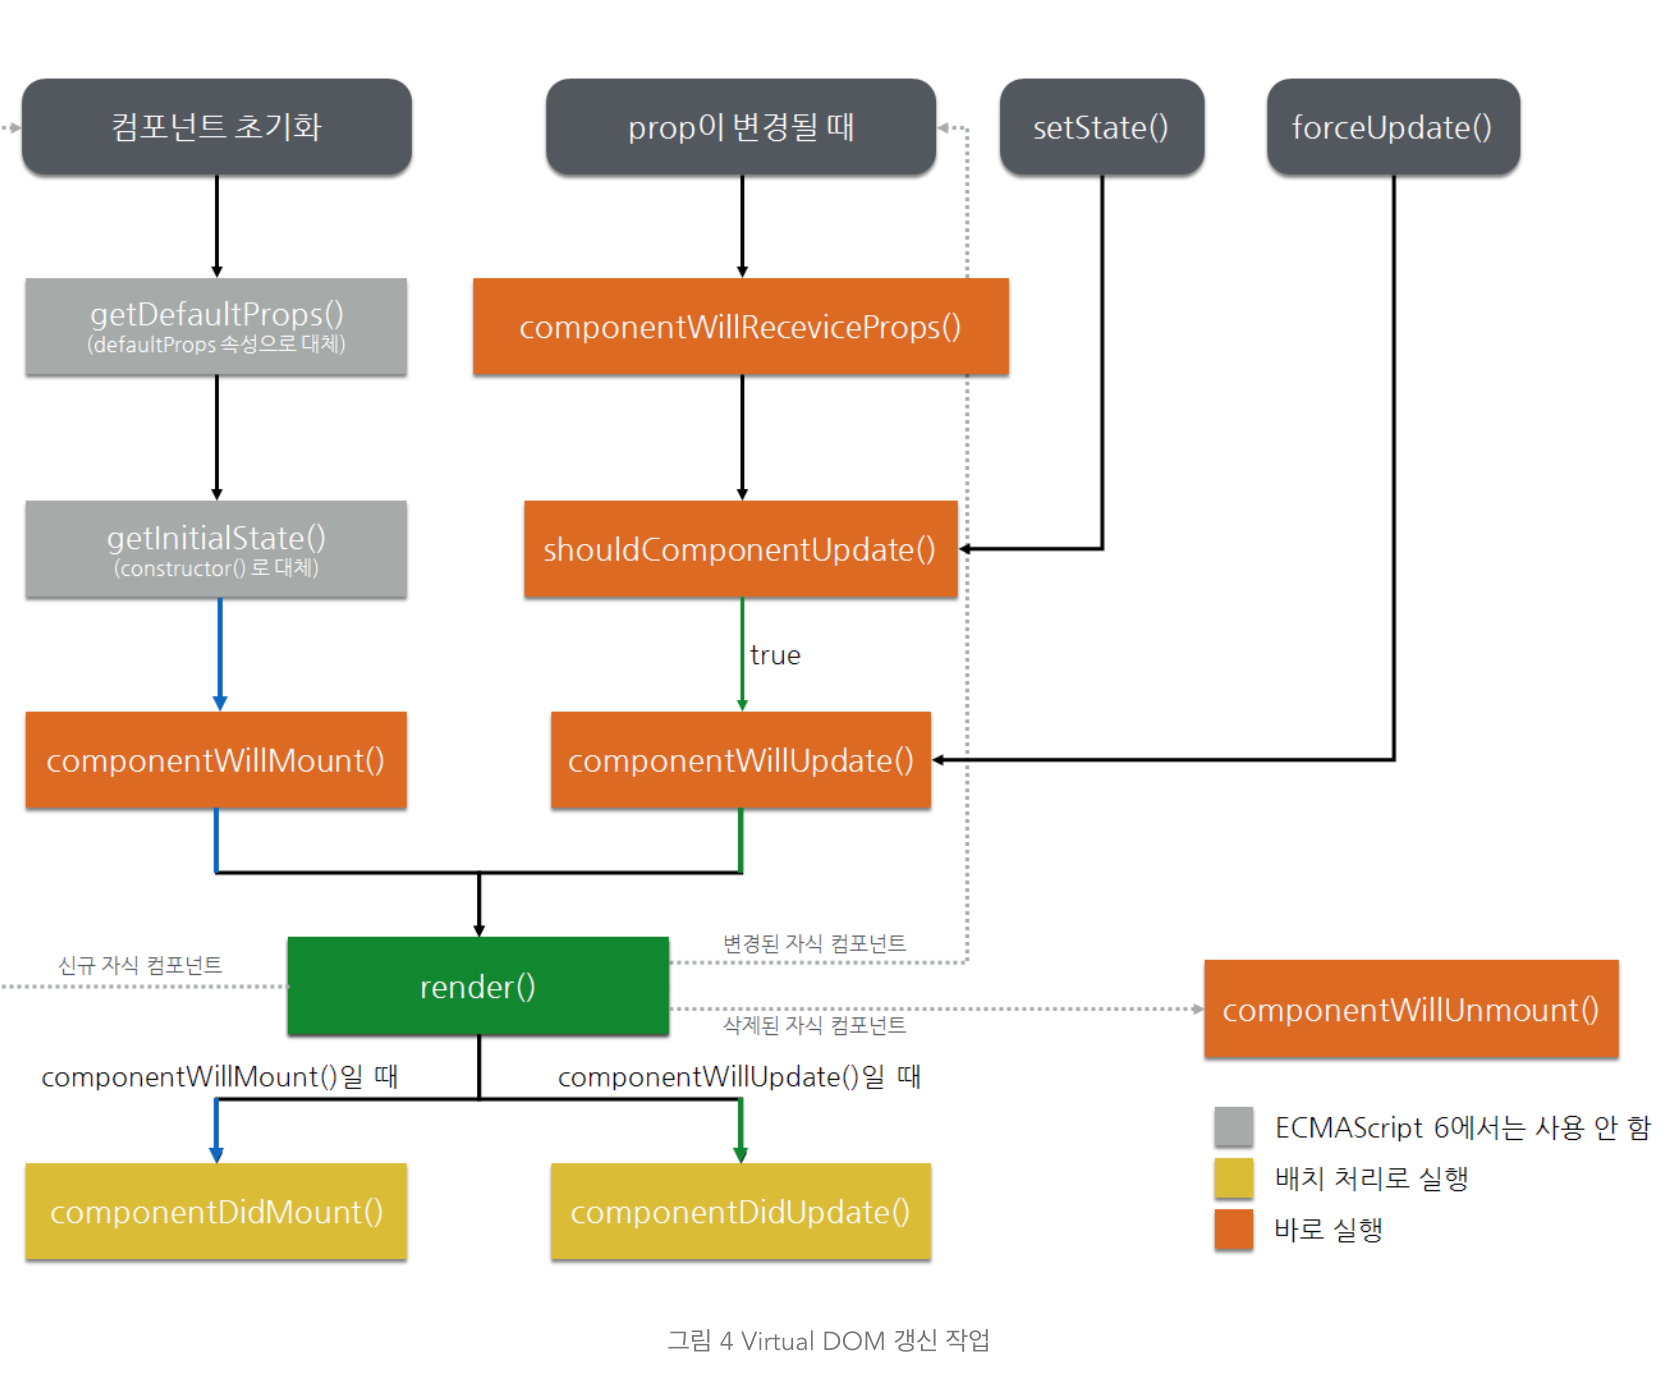 컴포넌트 초기화
prop이 변경될 때
setState()
forceUpdate()
getDefaultProps()
(defaultProps 속성으로 대체)
componentWillReceviceProps()
getInitialState()
(constructor() 로 대체)
shouldComponentUpdate()
true
componentWillMount()
componentWillUpdate()
변경된 자식 컴포넌트
신규 자식 컴포넌트
render()
삭제된 자식 컴포넌트
componentWillUnmount()
componentWillMount()일 때
componentWillUpdate()일 때
componentDidMount()
componentDidUpdate()
ECMAScript 6에서는 사용 안 함
배치 처리로 실행
바로 실행
그림 4 Virtual DOM 갱신 작업